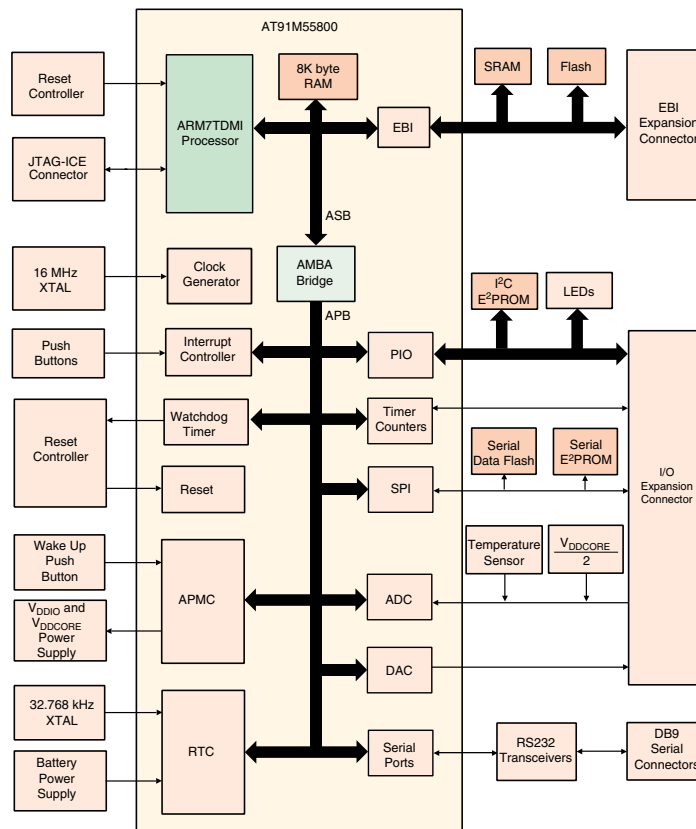 AT91M55800
Reset
Controller
JTAG-ICE
Connector
ARM7TDMI
Processor
8K byte
RAM
EBI
SRAM
Flash
EBI
Expansion
Connector
ASB
16 MHz
XTAL
Clock
Generator
AMBA
Bridge
APB
I²C
E²PROM
LEDs
Push
Buttons
Interrupt
Controller
PIO
Reset
Controller
Watchdog
Timer
Timer
Counters
Reset
Serial
Data Flash
Serial
E²PROM
SPI
I/O
Expansion
Connector
Wake Up
Push
Button
VDDIO and
VDDCORE
Power
Supply
APMC
Temperature
Sensor
VDDCORE
2
ADC
DAC
32.768 kHz
XTAL
Battery
Power
Supply
RTC
Serial
Ports
RS232
Transceivers
DB9
Serial
Connectors